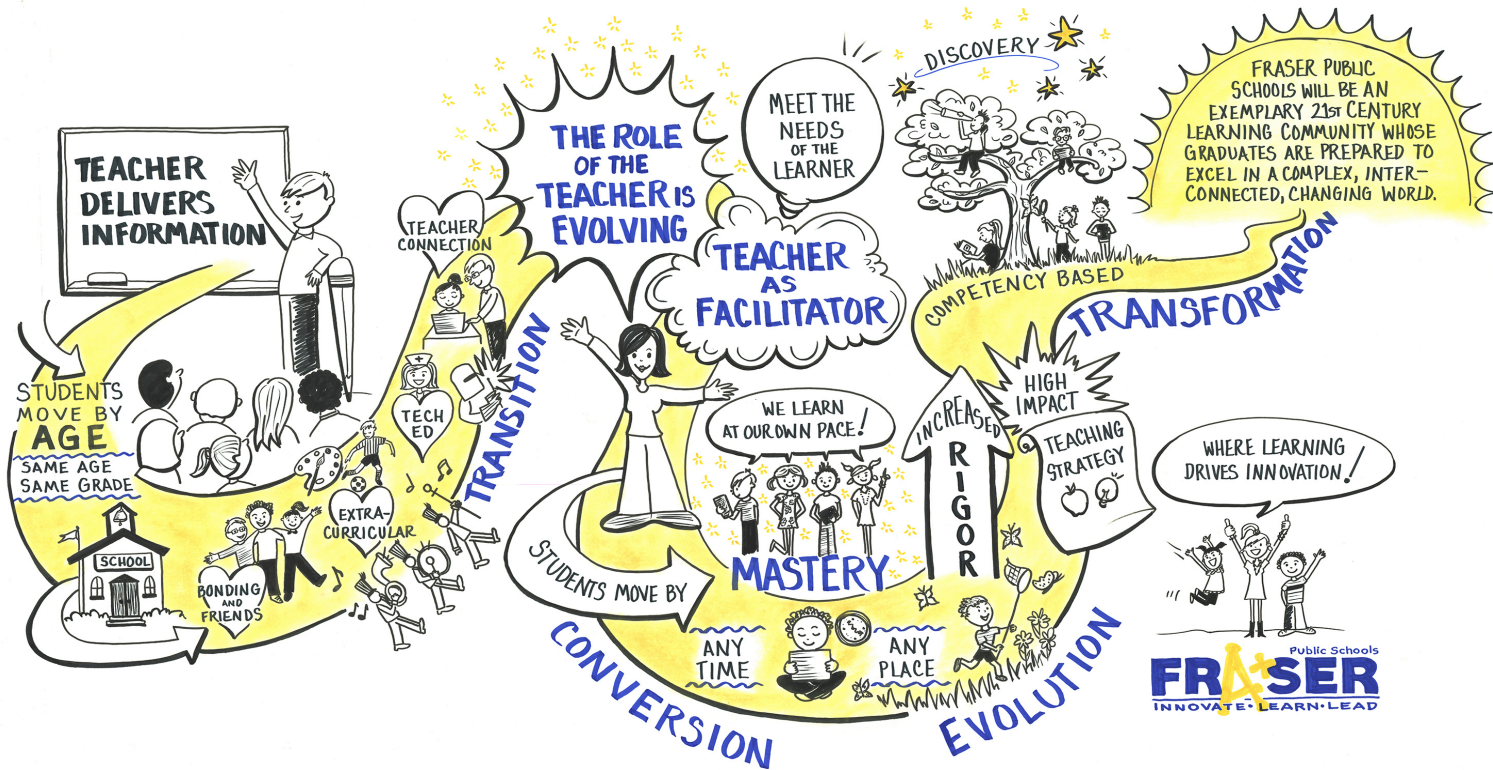 TEACHER
DELIVERS
INFORMATION
STUDENTS
MOVE BY
AGE
SAME AGE
SAME GRADE
SCHOOL
BONDING
AND
FRIENDS
EXTRA-
CURRICULAR
TECH
ED
TEACHER
CONNECTION
TRANSITION
THE ROLE
OF THE
TEACHER IS
EVOLVING
MEET THE
NEEDS
OF THE
LEARNER
TEACHER
AS
FACILITATOR
WE LEARN
AT OUR OWN PACE!
STUDENTS MOVE BY
MASTERY
CONVERSION
ANY
TIME
ANY
PLACE
EVOLUTION
INCREASED
RIGOR
HIGH
IMPACT
TEACHING
STRATEGY
DISCOVERY
COMPETENCY BASED
TRANSFORMATION
FRASER PUBLIC
SCHOOLS WILL BE AN
EXEMPLARY 21ST CENTURY
LEARNING COMMUNITY WHOSE
GRADUATES ARE PREPARED TO
EXCEL IN A COMPLEX, INTER-
CONNECTED, CHANGING WORLD.
WHERE LEARNING
DRIVES INNOVATION!
Public Schools
FRA+SER
INNOVATE • LEARN • LEAD